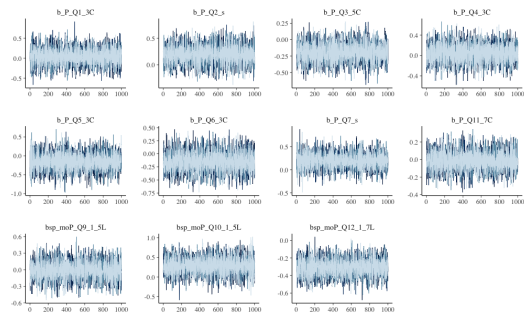 b_P_Q1_3C
b_P_Q2_s
b_P_Q3_5C
b_P_Q4_3C
0.5
0.0
-0.5
0 200 400 600 800 1000
0.5
0.0
0 200 400 600 800 1000
0.25
0.00
-0.25
-0.50
0 200 400 600 800 1000
0.4
0.0
-0.4
0 200 400 600 800 1000
b_P_Q5_3C
b_P_Q6_3C
b_P_Q7_s
b_P_Q11_7C
0.5
0.0
-0.5
-1.0
0 200 400 600 800 1000
0.50
0.25
0.00
-0.25
-0.50
-0.75
0 200 400 600 800 1000
0.5
0.0
-0.5
0 200 400 600 800 1000
0.2
0.0
-0.2
-0.4
0 200 400 600 800 1000
bsp_moP_Q9_1_5L
bsp_moP_Q10_1_5L
bsp_moP_Q12_1_7L
0.6
0.3
0.0
-0.3
-0.6
0 200 400 600 800 1000
1.0
0.5
0.0
-0.5
0 200 400 600 800 1000
0.0
-0.2
-0.4
-0.6
0 200 400 600 800 1000